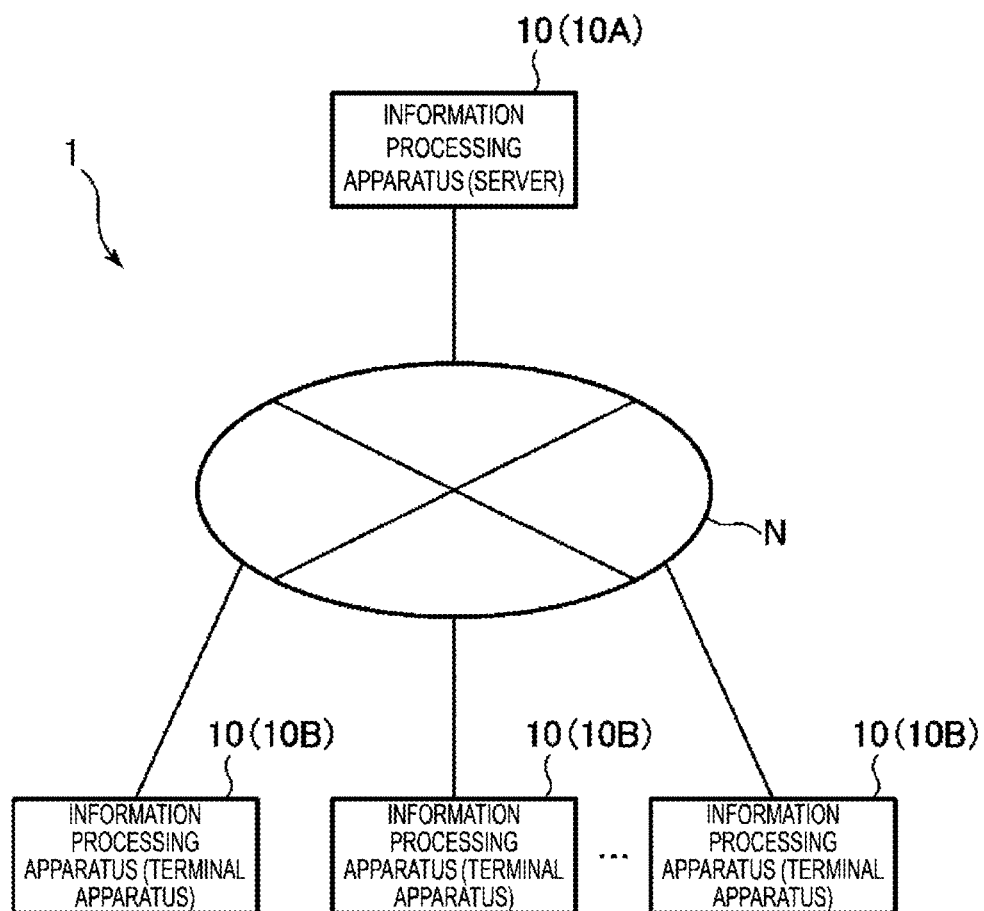 10(10A)
INFORMATION
PROCESSING
APPARATUS(SERVER)
1
N
10(10B)
INFORMATION
PROCESSING
APPARATUS(TERMINAL
APPARATUS)
10(10B)
INFORMATION
PROCESSING
APPARATUS(TERMINAL
APPARATUS)
...
10(10B)
INFORMATION
PROCESSING
APPARATUS(TERMINAL
APPARATUS)